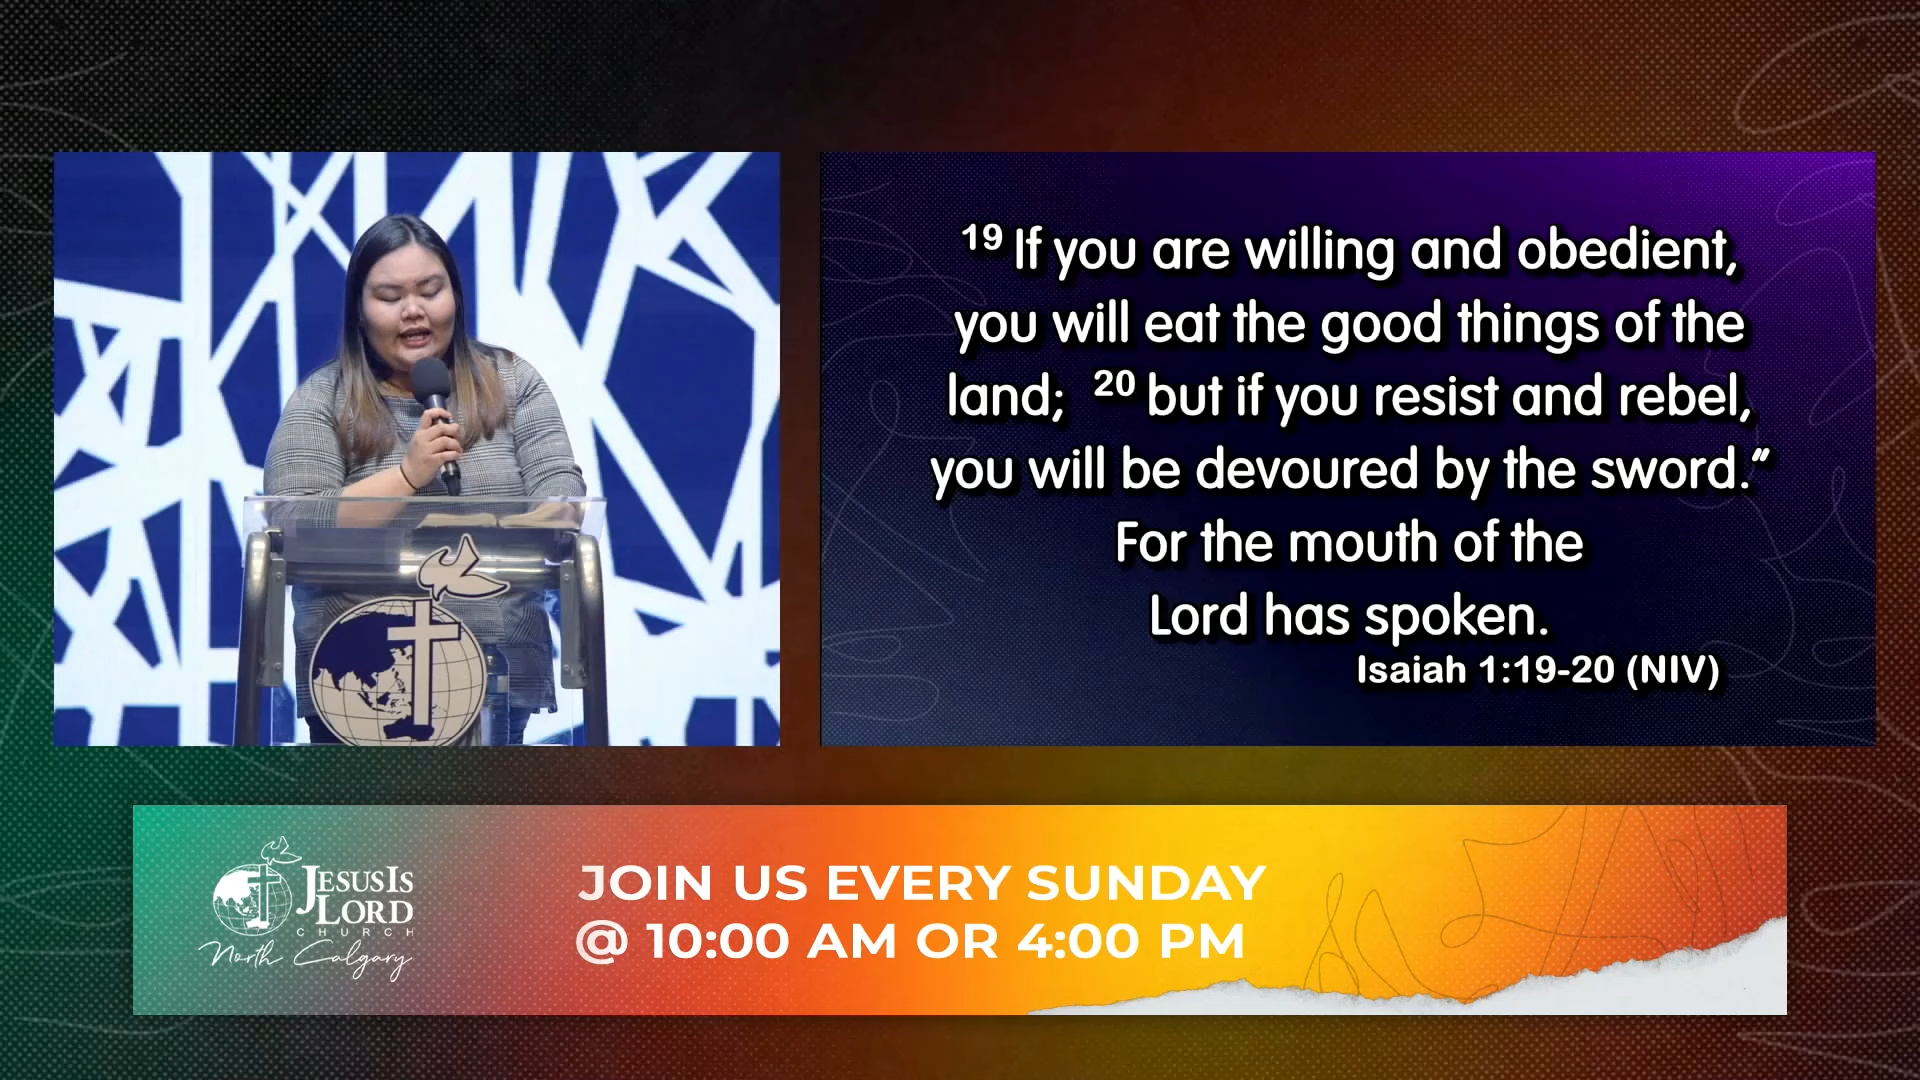 19 If you are willing and obedient,
you will eat the good things of the
land; 20 but if you resist and rebel,
you will be devoured by the sword.”
For the mouth of the
Lord has spoken.
Isaiah 1:19-20 (NIV)
JESUS IS
LORD
CHURCH
North Calgary
JOIN US EVERY SUNDAY
@ 10:00 AM OR 4:00 PM